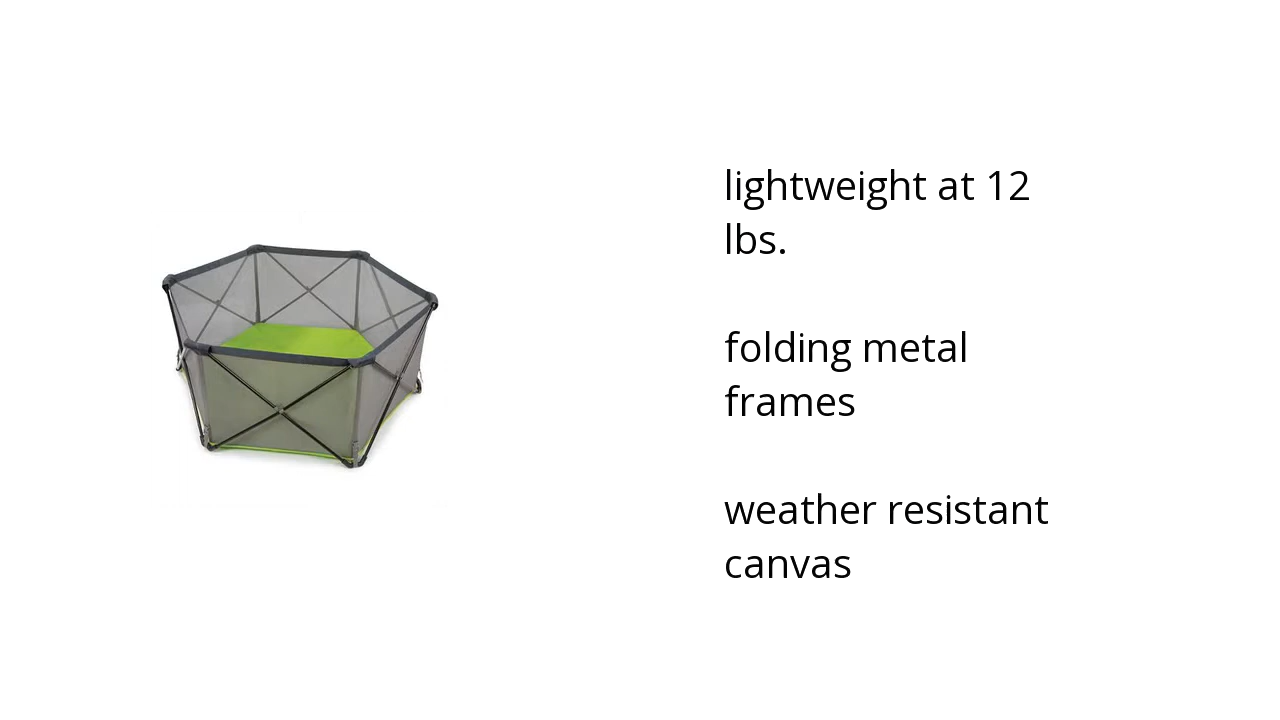 lightweight at 12
lbs.
folding metal
frames
weather resistant
canvas